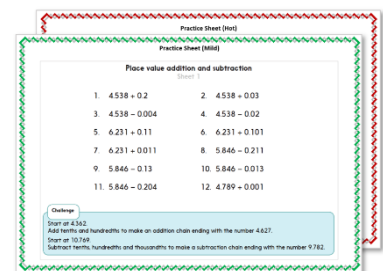 Practice Sheet (Hot)
Practice Sheet (Mild)
Place value addition and subtraction
Sheet 1
1. 4.538 + 0.2 2. 4.538 + 0.03
3. 4.538 – 0.004 4. 4.538 – 0.02
5. 6.231 + 0.11 6. 6.231 + 0.101
7. 6.231 + 0.011 8. 5.846 – 0.211
9. 5.846 – 0.13 10. 5.846 – 0.013
11. 5.846 – 0.204 12. 4.789 + 0.001
Challenge
Start at 4.362.
Add tenths and hundredths to make an addition chain ending with the number 4.627.
Start at 10.769.
Subtract tenths, hundredths and thousandths to make a subtraction chain ending with the number 9.782.